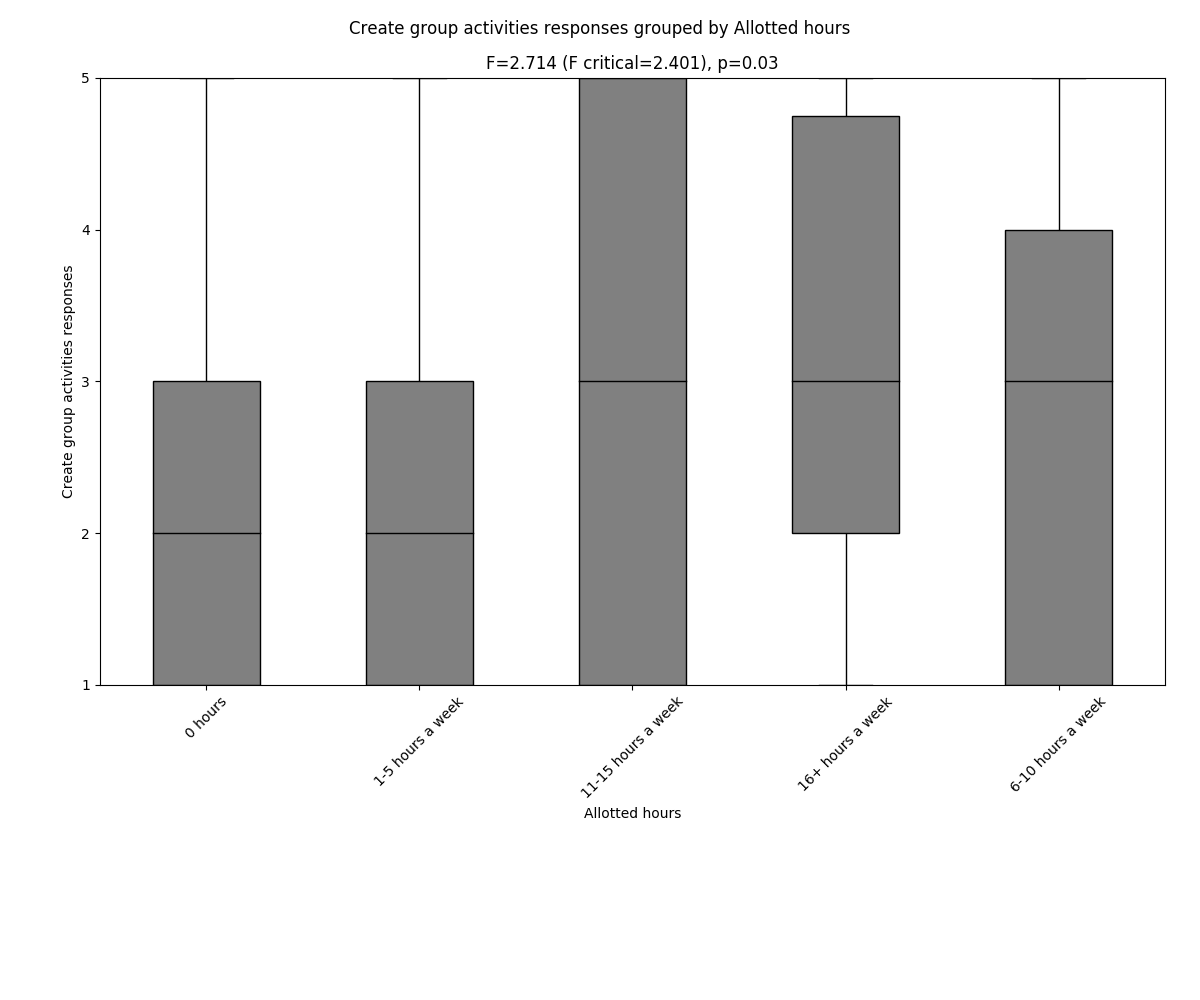 Create group activities responses grouped by Allotted hours
F=2.714 (F critical=2.401), p=0.03
Create group activities responses
5
4
3
2
1
0 hours
1-5 hours a week
11-15 hours a week
16+ hours a week
6-10 hours a week
Allotted hours